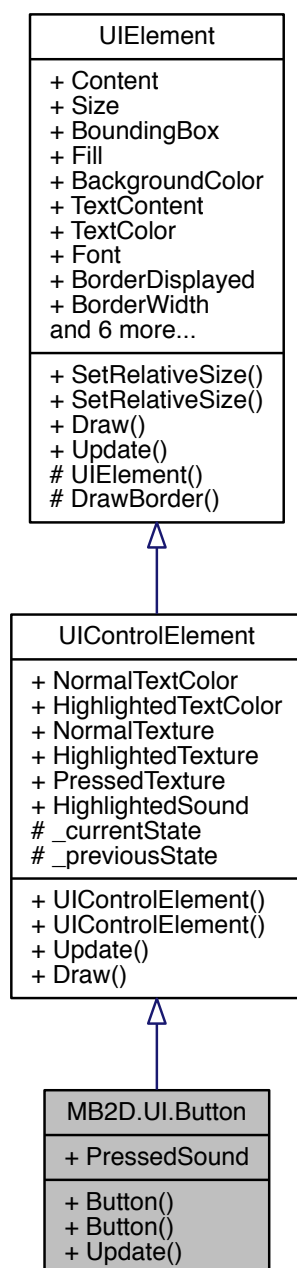 UIElement
+ Content
+ Size
+ BoundingBox
+ Fill
+ BackgroundColor
+ TextContent
+ TextColor
+ Font
+ BorderDisplayed
+ BorderWidth
and 6 more...
+ SetRelativeSize()
+ SetRelativeSize()
+ Draw()
+ Update()
# UIElement()
# DrawBorder()
UIControlElement
+ NormalTextColor
+ HighlightedTextColor
+ NormalTexture
+ HighlightedTexture
+ PressedTexture
+ HighlightedSound
# _currentState
# _previousState
+ UIControlElement()
+ UIControlElement()
+ Update()
+ Draw()
MB2D.UI.Button
+ PressedSound
+ Button()
+ Button()
+ Update()